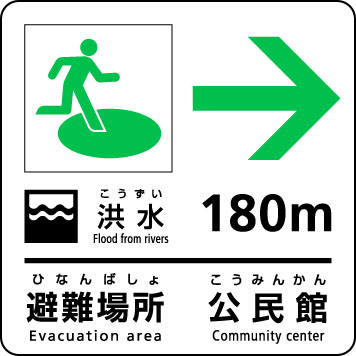 こうずい
洪水
Flood from rivers
180m
ひなんばしょ
避難場所
Evacuation area
こうみんかん
公民館
Community center